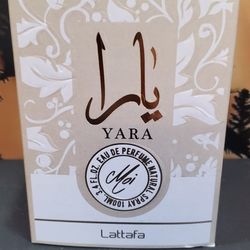 يارا
YARA
EAU DE PERFUME NATURAL SPRAY 100ML 3.4 FL.OZ.
Moi
Lattafa